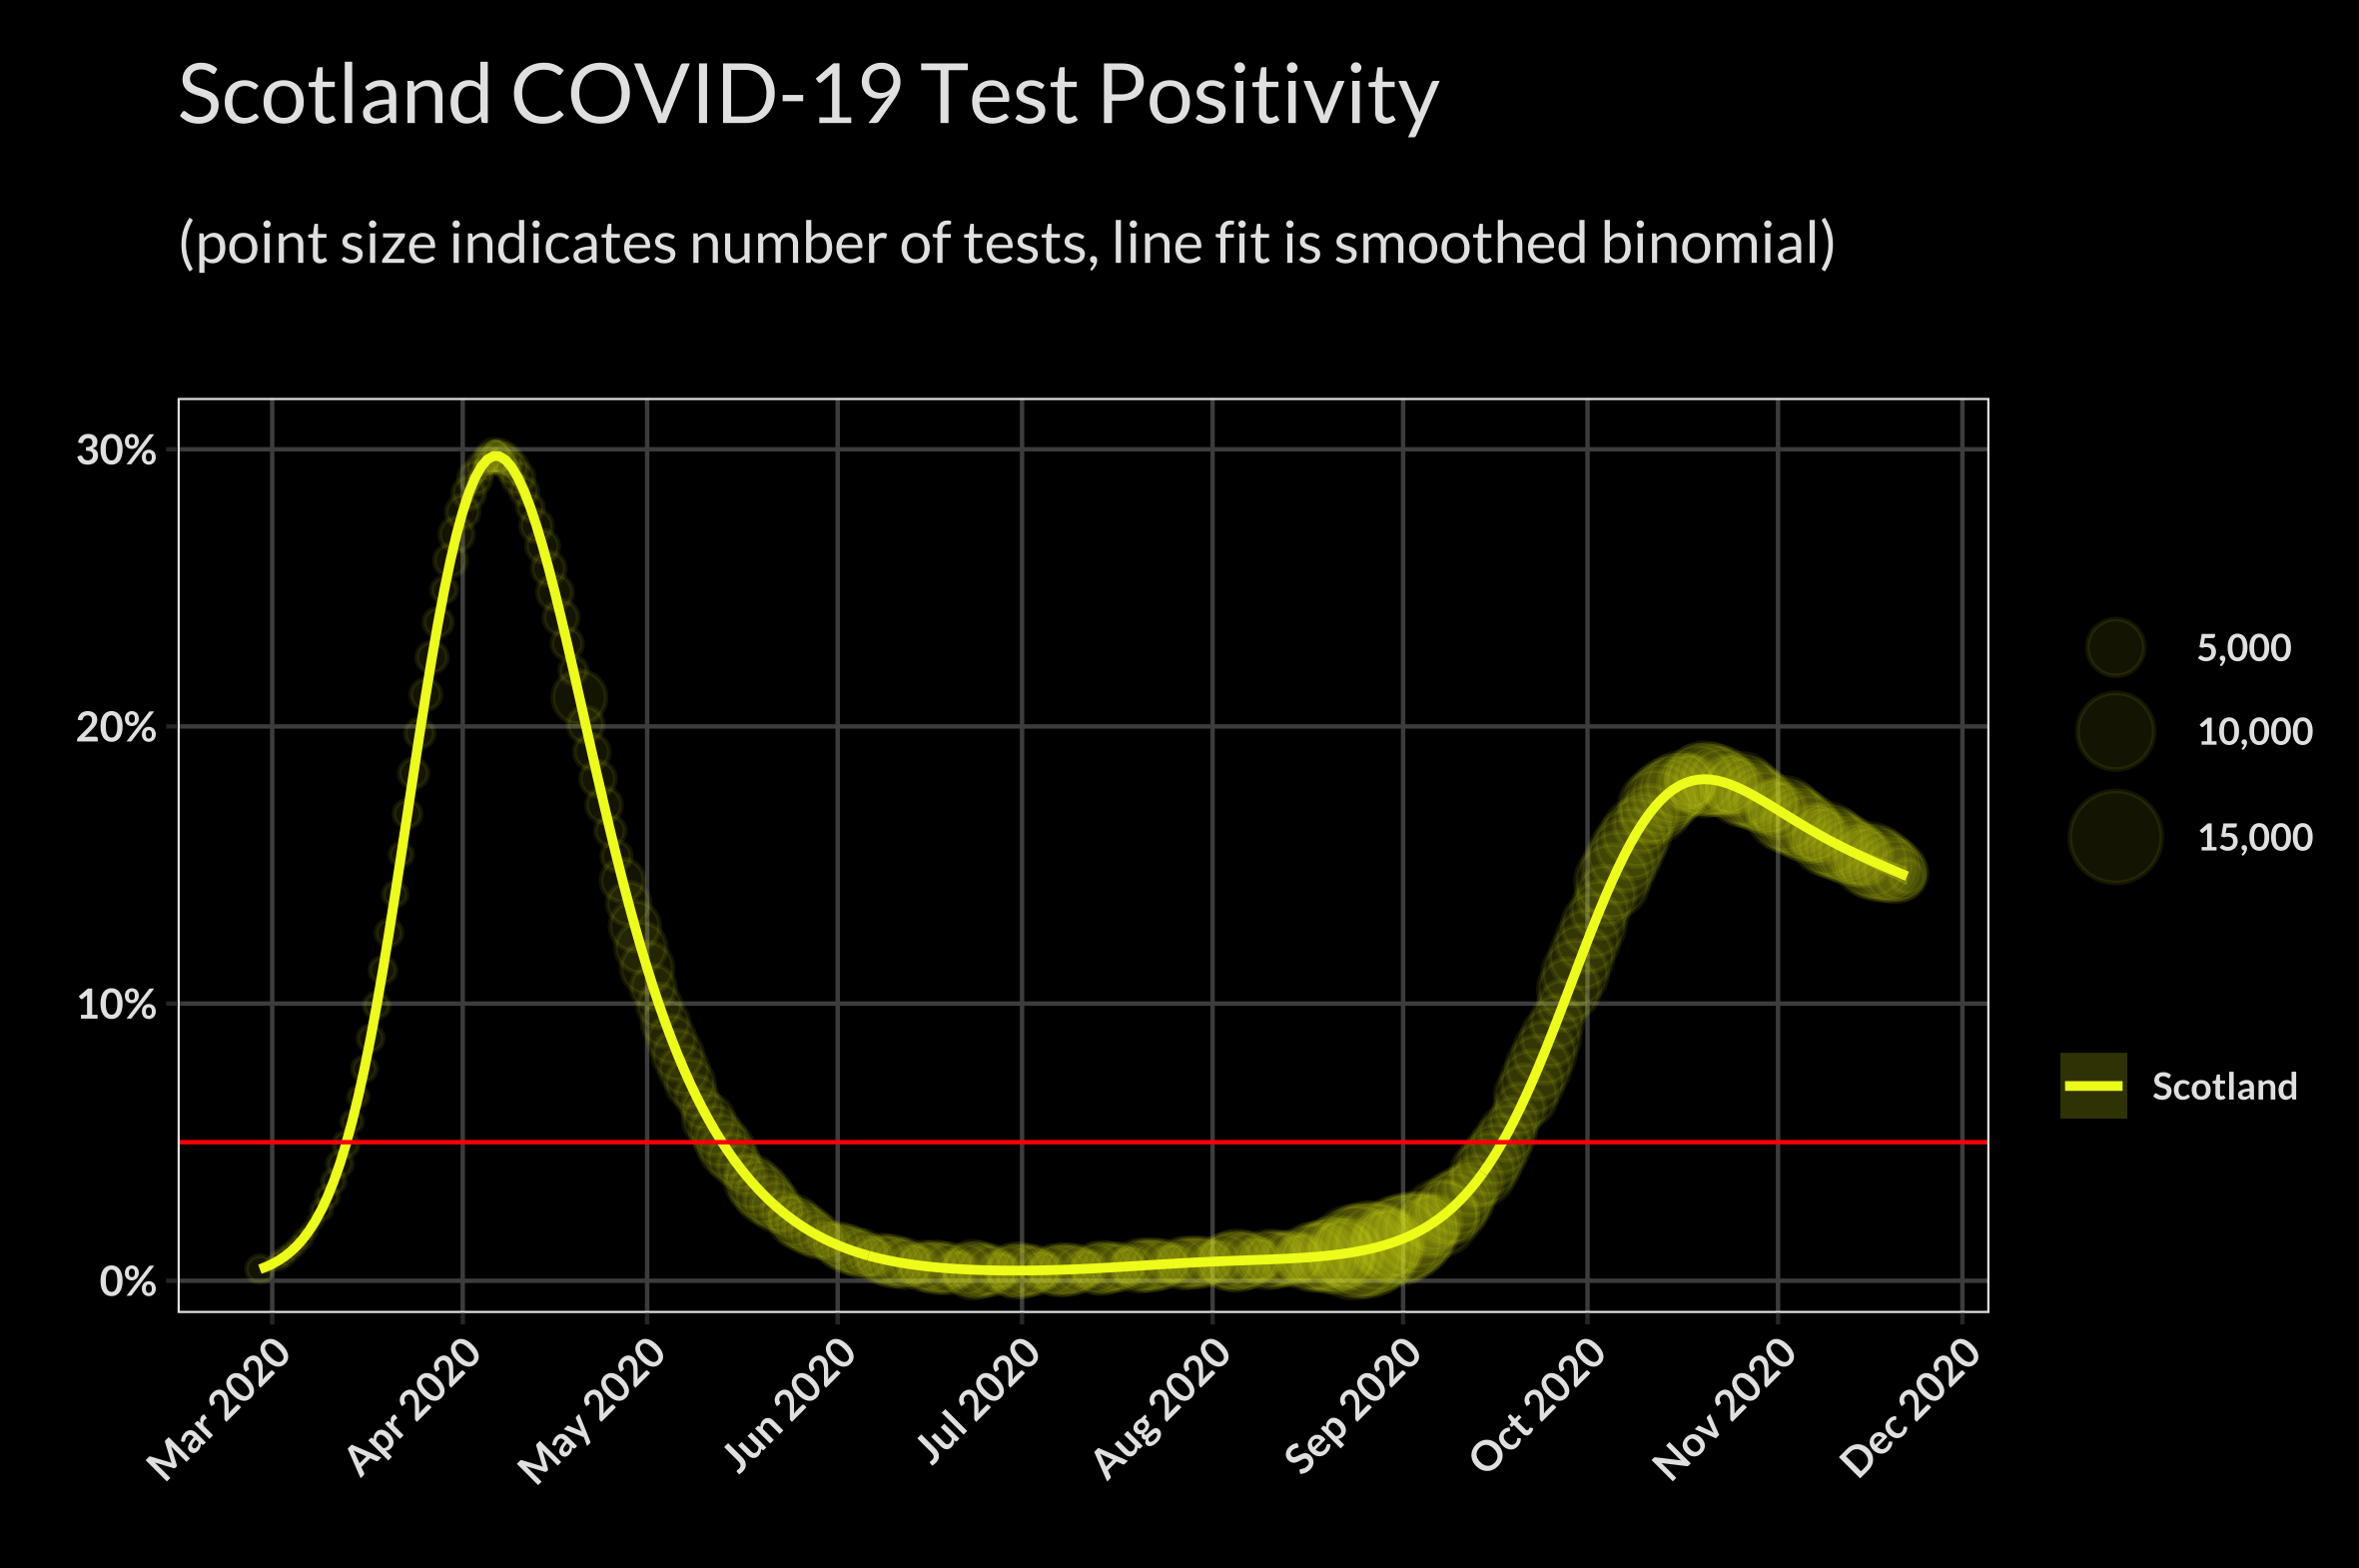 Scotland COVID-19 Test Positivity
(point size indicates number of tests, line fit is smoothed binomial)
30%
20%
10%
0%
Mar 2020
Apr 2020
May 2020
Jun 2020
Jul 2020
Aug 2020
Sep 2020
Oct 2020
Nov 2020
Dec 2020
5,000
10,000
15,000
Scotland